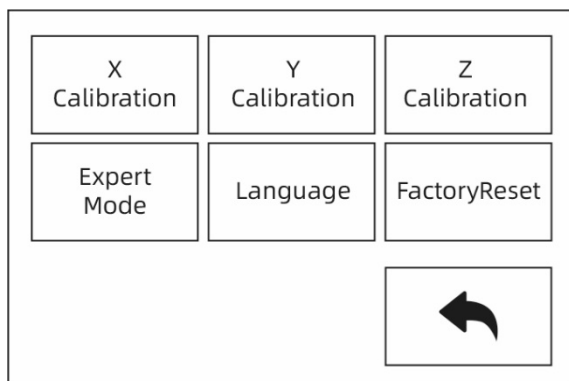 X
Calibration
Y
Calibration
Z
Calibration
Expert
Mode
Language
FactoryReset